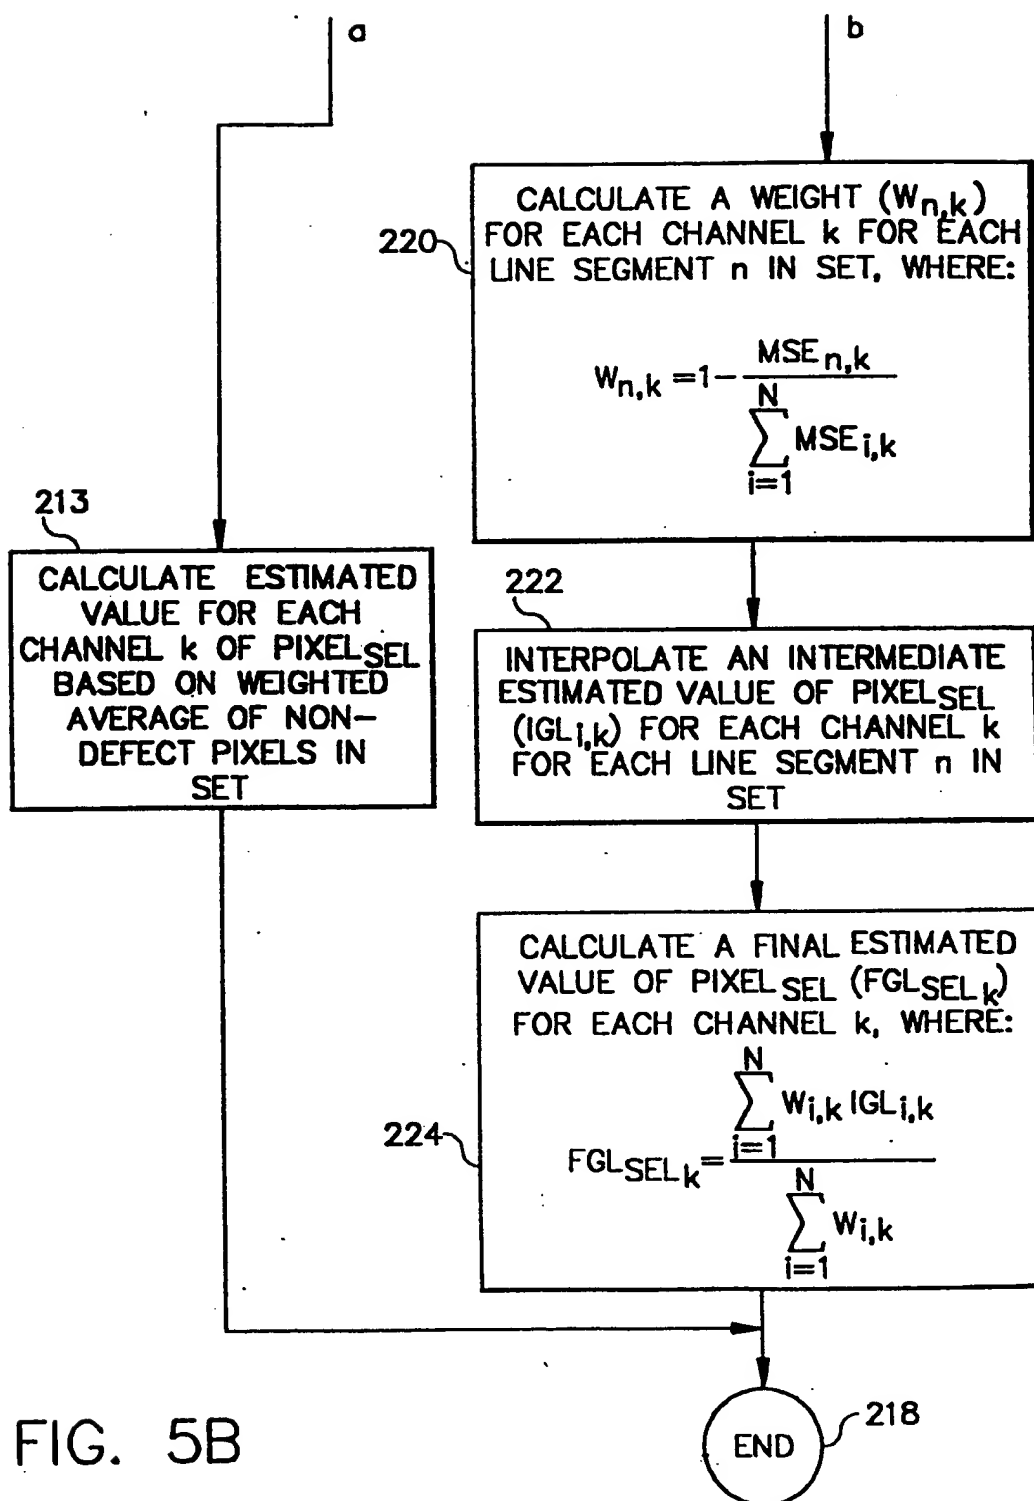 a
b
220
CALCULATE A WEIGHT (Wn,k)
FOR EACH CHANNEL k FOR EACH
LINE SEGMENT n IN SET, WHERE:
Wn,k = 1 - MSEn,k / N∑i=1 MSEi,k
213
CALCULATE ESTIMATED
VALUE FOR EACH
CHANNEL k OF PIXELSEL
BASED ON WEIGHTED
AVERAGE OF NON-
DEFECT PIXELS IN
SET
222
INTERPOLATE AN INTERMEDIATE
ESTIMATED VALUE OF PIXELSEL
(IGLi,k) FOR EACH CHANNEL k
FOR EACH LINE SEGMENT n IN
SET
224
CALCULATE A FINAL ESTIMATED
VALUE OF PIXELSEL (FGLSELk)
FOR EACH CHANNEL k, WHERE:
FGLSELk = N∑i=1 Wi,k IGLi,k / N∑i=1 Wi,k
END
218
FIG. 5B